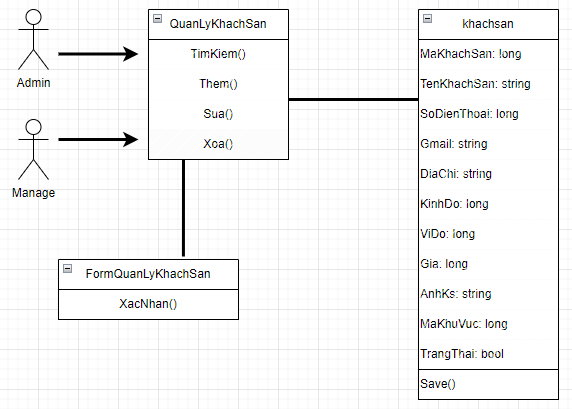 Admin
Manage
QuanLyKhachSan
TimKiem()
Them()
Sua()
Xoa()
FormQuanLyKhachSan
XacNhan()
khachsan
MaKhachSan: long
TenKhachSan: string
SoDienThoai: long
Gmail: string
DiaChi: string
KinhDo: long
ViDo: long
Gia: long
AnhKs: string
MaKhuVuc: long
TrangThai: bool
Save()